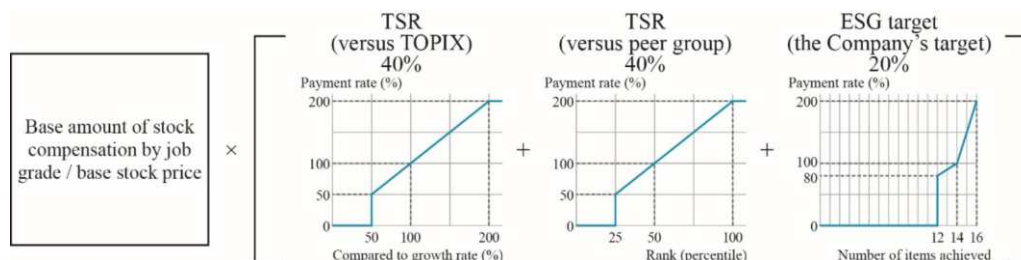 Base amount of stock
compensation by job
grade / base stock price
×
TSR
(versus TOPIX)
40%
Payment rate (%)
200
100
50
0
50 100 200
Compared to growth rate (%)
+
TSR
(versus peer group)
40%
Payment rate (%)
200
100
50
0
25 50 100
Rank (percentile)
+
ESG target
(the Company's target)
20%
Payment rate (%)
200
100
80
0
12 14 16
Number of items achieved